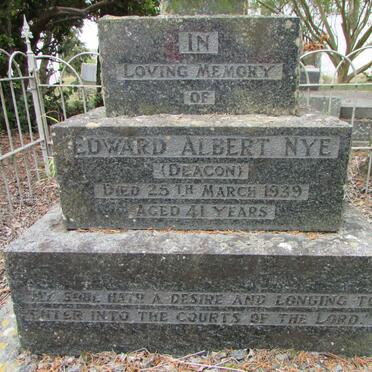 IN
LOVING MEMORY
OF
EDWARD ALBERT NYE
(DEACON)
DIED 25TH MARCH 1939
AGED 41 YEARS
"MY SOUL HATH A DESIRE AND LONGING TO
ENTER INTO THE COURTS OF THE LORD."